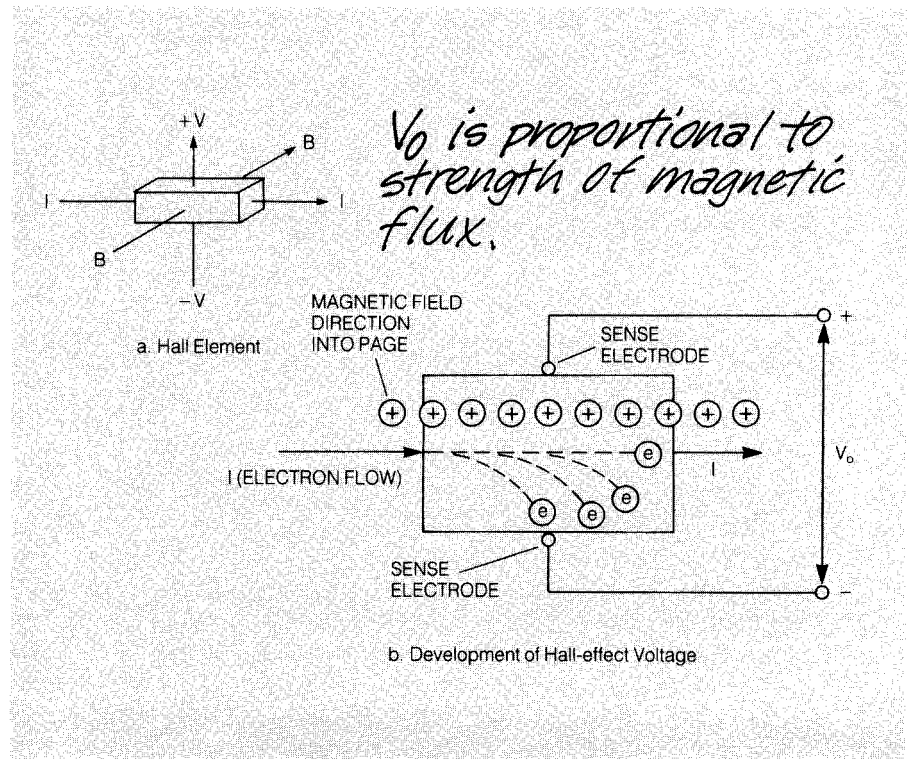 V₀ is proportional to
strength of magnetic
flux.
+V
B
I
I
B
−V
a. Hall Element
MAGNETIC FIELD
DIRECTION
INTO PAGE
SENSE
ELECTRODE
+
+ + + + + + + + + +
e
I (ELECTRON FLOW)
I
Vo
e
e
e
SENSE
ELECTRODE
−
b. Development of Hall-effect Voltage